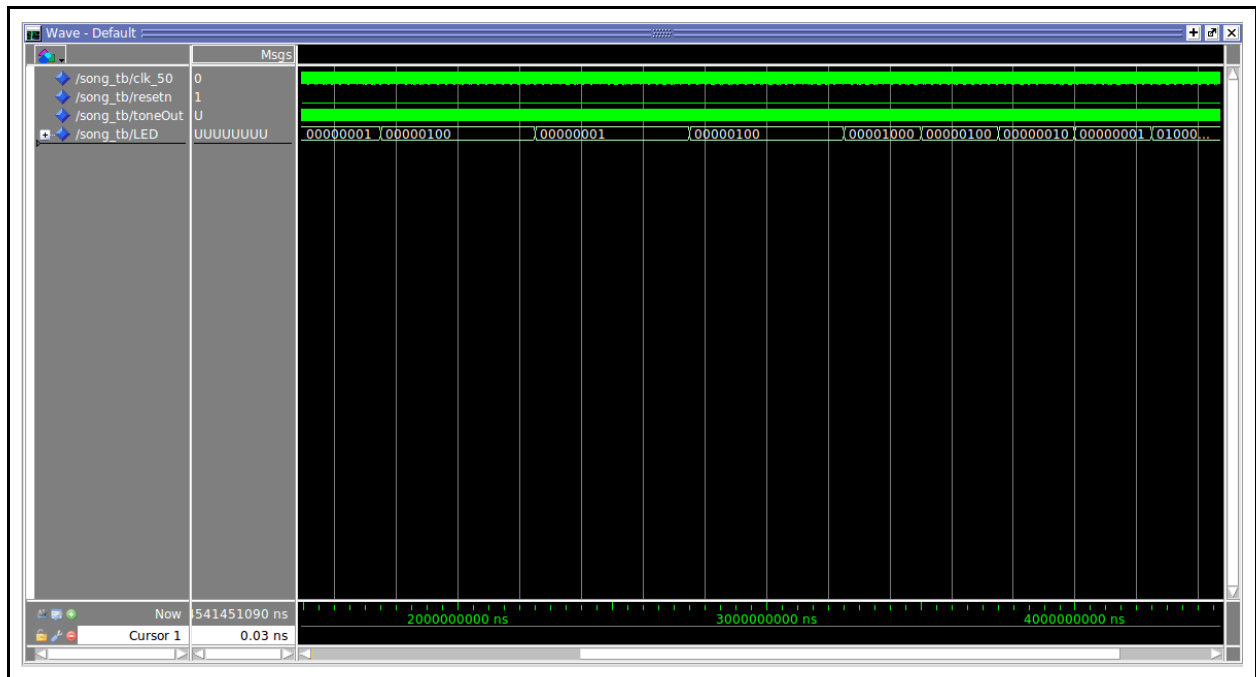 Wave - Default
Msgs
/song_tb/clk_50 0
/song_tb/resetn 1
/song_tb/toneOut U
/song_tb/LED UUUUUUUU 00000001 00000100 00000001 00000100 00001000 00000100 00000010 00000001 01000...
Now 541451090 ns
2000000000 ns 3000000000 ns 4000000000 ns
Cursor 1 0.03 ns